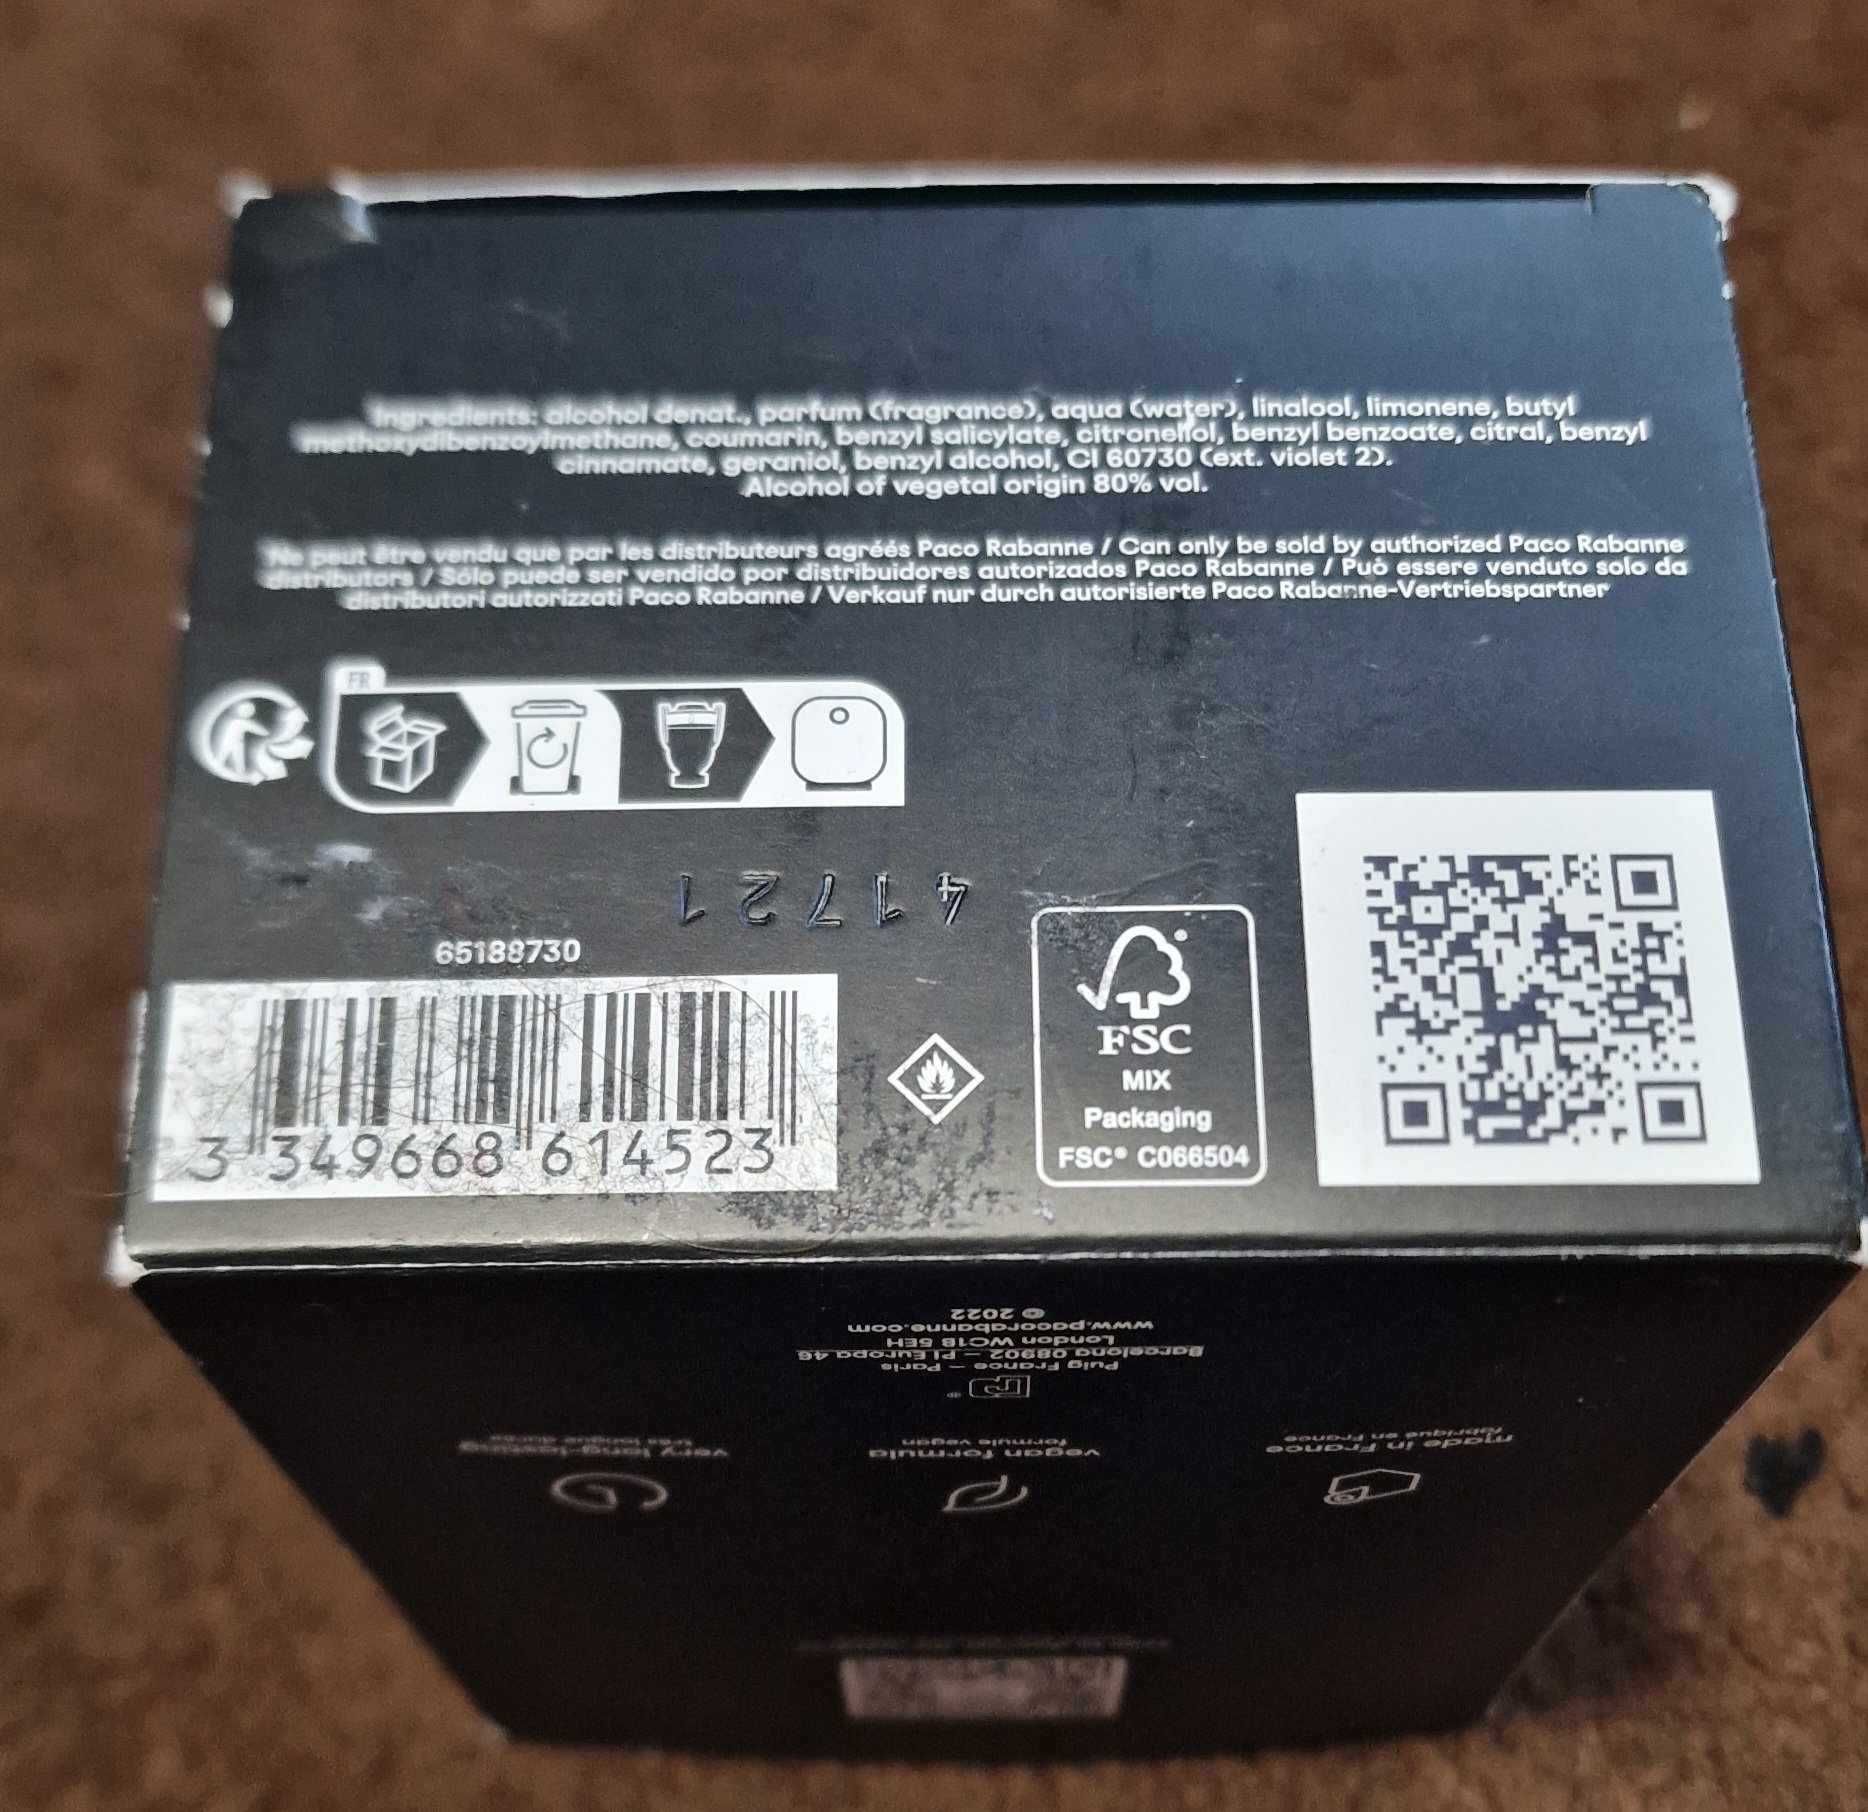 Ingredients: alcohol denat., parfum (fragrance), aqua (water), linalool, limonene, butyl
methoxydibenzoylmethane, coumarin, benzyl salicylate, citronellol, benzyl benzoate, citral, benzyl
cinnamate, geraniol, benzyl alcohol, CI 60730 (ext. violet 2).
Alcohol of vegetal origin 80% vol.
Ne peut être vendu que par les distributeurs agréés Paco Rabanne / Can only be sold by authorized Paco Rabanne
distributors / Sólo puede ser vendido por distribuidores autorizados Paco Rabanne / Può essere venduto solo da
distributori autorizzati Paco Rabanne / Verkauf nur durch autorisierte Paco Rabanne-Vertriebspartner
FR
41721
65188730
3 349668 614523
FSC
MIX
Packaging
FSC® C066504
made in France
fabriqué en France
vegan formula
formule vegan
very long-lasting
très longue durée
Puig France – Paris
Barcelona 08902 – Pl Europa 46
London WC1B 5EH
www.pacorabanne.com
© 2022